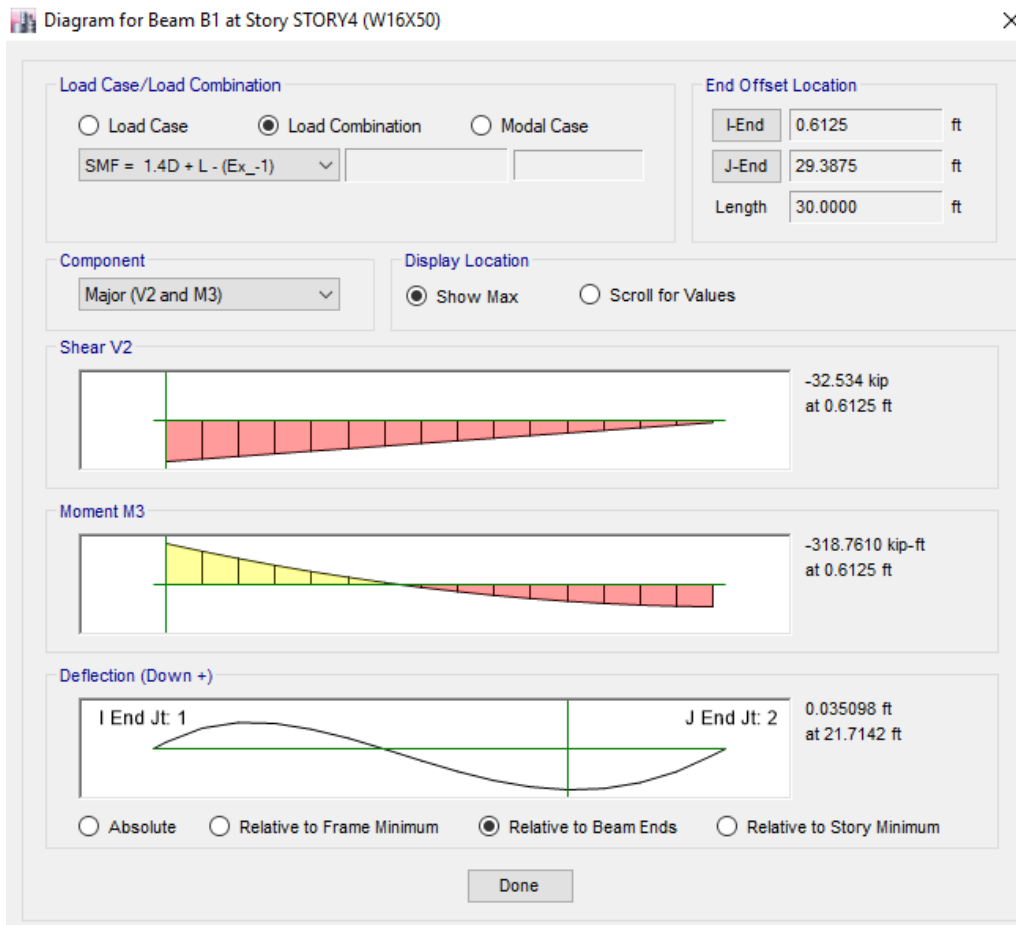 Diagram for Beam B1 at Story STORY4 (W16X50)
Load Case/Load Combination
Load Case Load Combination Modal Case
SMF = 1.4D + L - (Ex_-1)
End Offset Location
I-End 0.6125 ft
J-End 29.3875 ft
Length 30.0000 ft
Component
Major (V2 and M3)
Display Location
Show Max Scroll for Values
Shear V2
-32.534 kip
at 0.6125 ft
Moment M3
-318.7610 kip-ft
at 0.6125 ft
Deflection (Down +)
I End Jt: 1 J End Jt: 2
0.035098 ft
at 21.7142 ft
Absolute Relative to Frame Minimum Relative to Beam Ends Relative to Story Minimum
Done